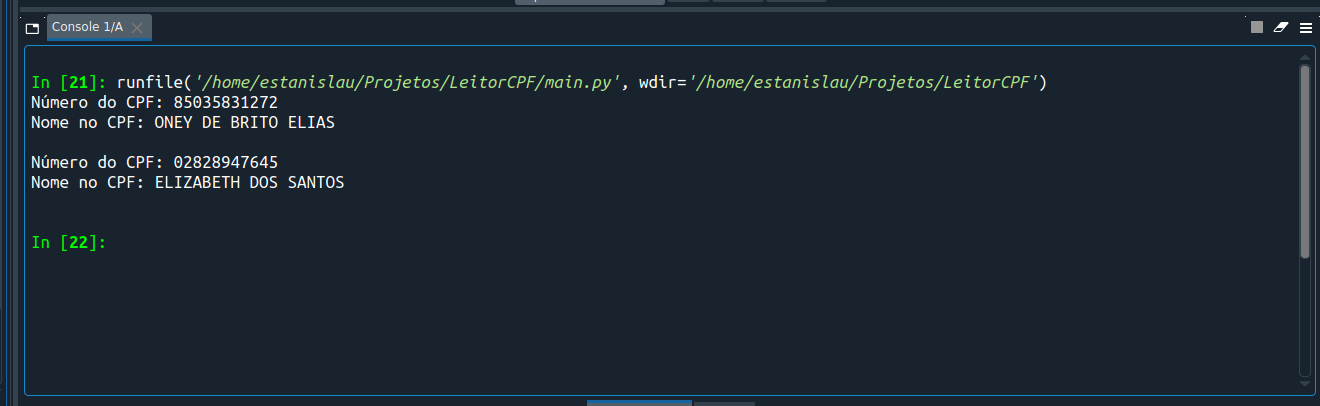 Console 1/A
In [21]: runfile('/home/estanislau/Projetos/LeitorCPF/main.py', wdir='/home/estanislau/Projetos/LeitorCPF')
Número do CPF: 85035831272
Nome no CPF: ONEY DE BRITO ELIAS
Número do CPF: 02828947645
Nome no CPF: ELIZABETH DOS SANTOS
In [22]: